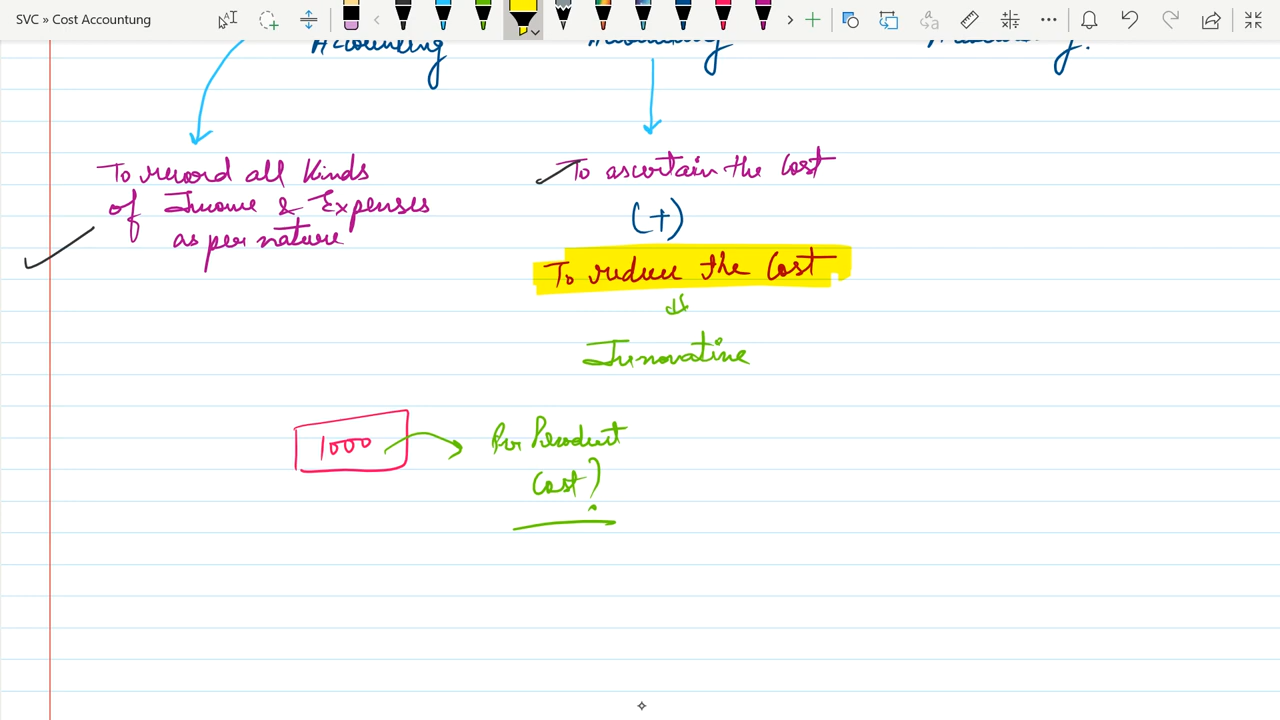 SVC » Cost Accountung
Accounting
To record all kinds
of Income & Expenses
as per nature
To ascertain the Cost
(+)
To reduce the Cost
Innovative
1000
Per Product
Cost?